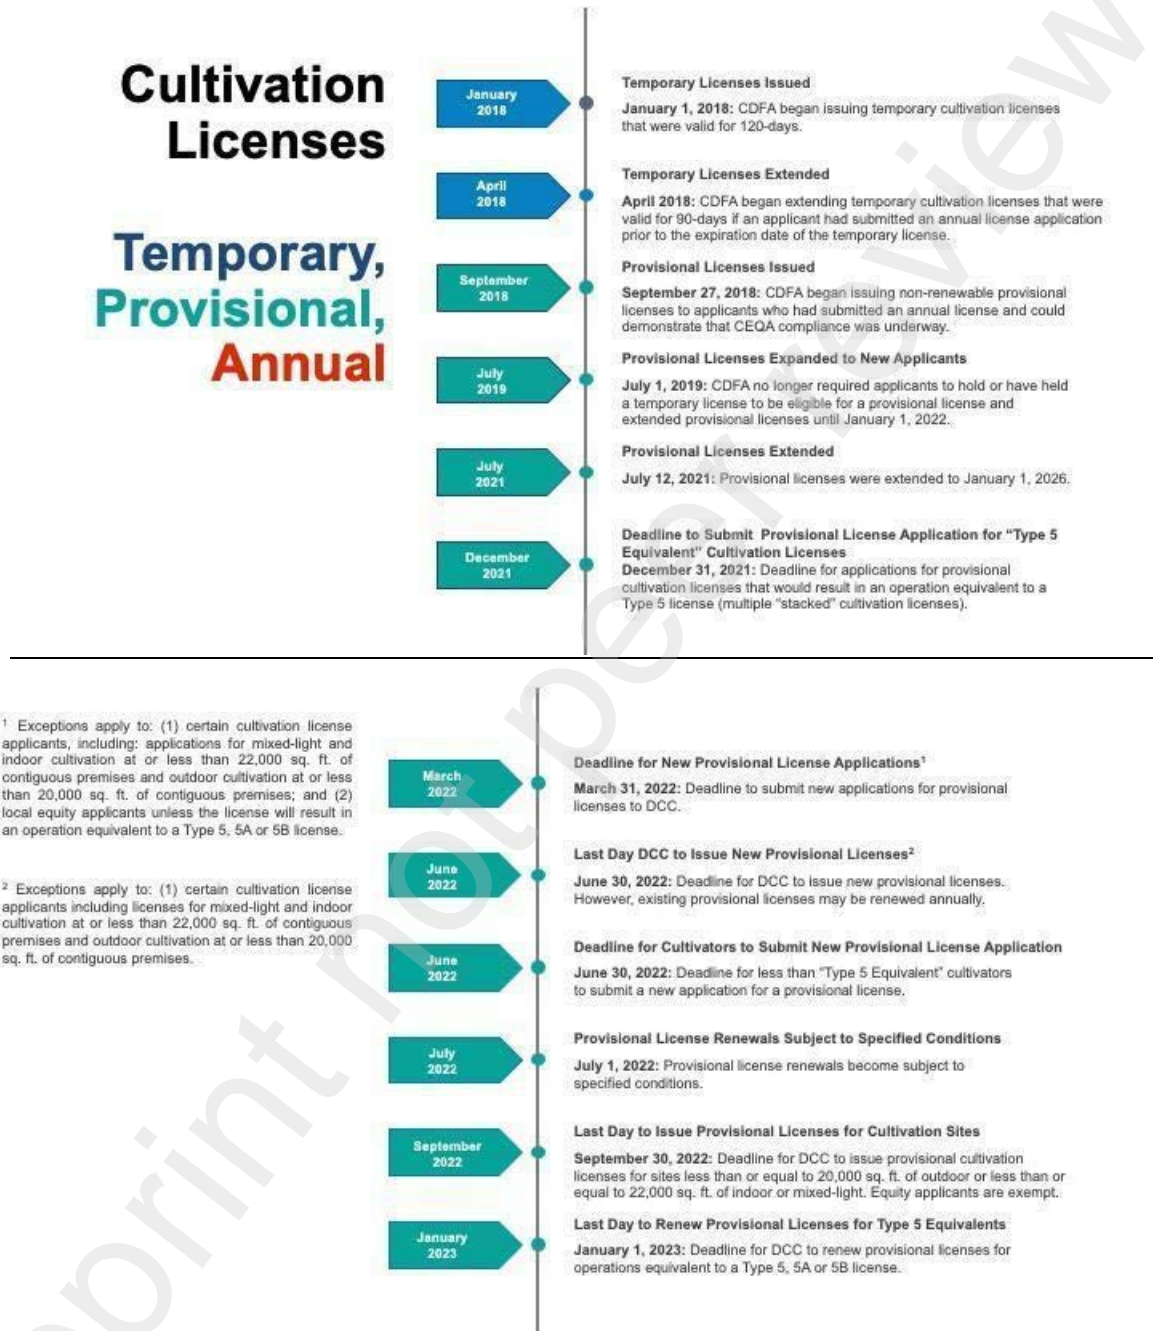 Cultivation
Licenses
Temporary,
Provisional,
Annual
January
2018
Temporary Licenses Issued
January 1, 2018: CDFA began issuing temporary cultivation licenses
that were valid for 120-days.
April
2018
Temporary Licenses Extended
April 2018: CDFA began extending temporary cultivation licenses that were
valid for 90-days if an applicant had submitted an annual license application
prior to the expiration date of the temporary license.
September
2018
Provisional Licenses Issued
September 27, 2018: CDFA began issuing non-renewable provisional
licenses to applicants who had submitted an annual license and could
demonstrate that CEQA compliance was underway.
July
2019
Provisional Licenses Expanded to New Applicants
July 1, 2019: CDFA no longer required applicants to hold or have held
a temporary license to be eligible for a provisional license and
extended provisional licenses until January 1, 2022.
July
2021
Provisional Licenses Extended
July 12, 2021: Provisional licenses were extended to January 1, 2026.
December
2021
Deadline to Submit Provisional License Application for “Type 5
Equivalent” Cultivation Licenses
December 31, 2021: Deadline for applications for provisional
cultivation licenses that would result in an operation equivalent to a
Type 5 license (multiple “stacked” cultivation licenses).
¹ Exceptions apply to: (1) certain cultivation license
applicants, including: applications for mixed-light and
indoor cultivation at or less than 22,000 sq. ft. of
contiguous premises and outdoor cultivation at or less
than 20,000 sq. ft. of contiguous premises; and (2)
local equity applicants unless the license will result in
an operation equivalent to a Type 5, 5A or 5B license.
² Exceptions apply to: (1) certain cultivation license
applicants including licenses for mixed-light and indoor
cultivation at or less than 22,000 sq. ft. of contiguous
premises and outdoor cultivation at or less than 20,000
sq. ft. of contiguous premises.
March
2022
Deadline for New Provisional License Applications¹
March 31, 2022: Deadline to submit new applications for provisional
licenses to DCC.
June
2022
Last Day DCC to Issue New Provisional Licenses²
June 30, 2022: Deadline for DCC to issue new provisional licenses.
However, existing provisional licenses may be renewed annually.
June
2022
Deadline for Cultivators to Submit New Provisional License Application
June 30, 2022: Deadline for less than “Type 5 Equivalent” cultivators
to submit a new application for a provisional license.
July
2022
Provisional License Renewals Subject to Specified Conditions
July 1, 2022: Provisional license renewals become subject to
specified conditions.
September
2022
Last Day to Issue Provisional Licenses for Cultivation Sites
September 30, 2022: Deadline for DCC to issue provisional cultivation
licenses for sites less than or equal to 20,000 sq. ft. of outdoor or less than or
equal to 22,000 sq. ft. of indoor or mixed-light. Equity applicants are exempt.
January
2023
Last Day to Renew Provisional Licenses for Type 5 Equivalents
January 1, 2023: Deadline for DCC to renew provisional licenses for
operations equivalent to a Type 5, 5A or 5B license.
print not peer review